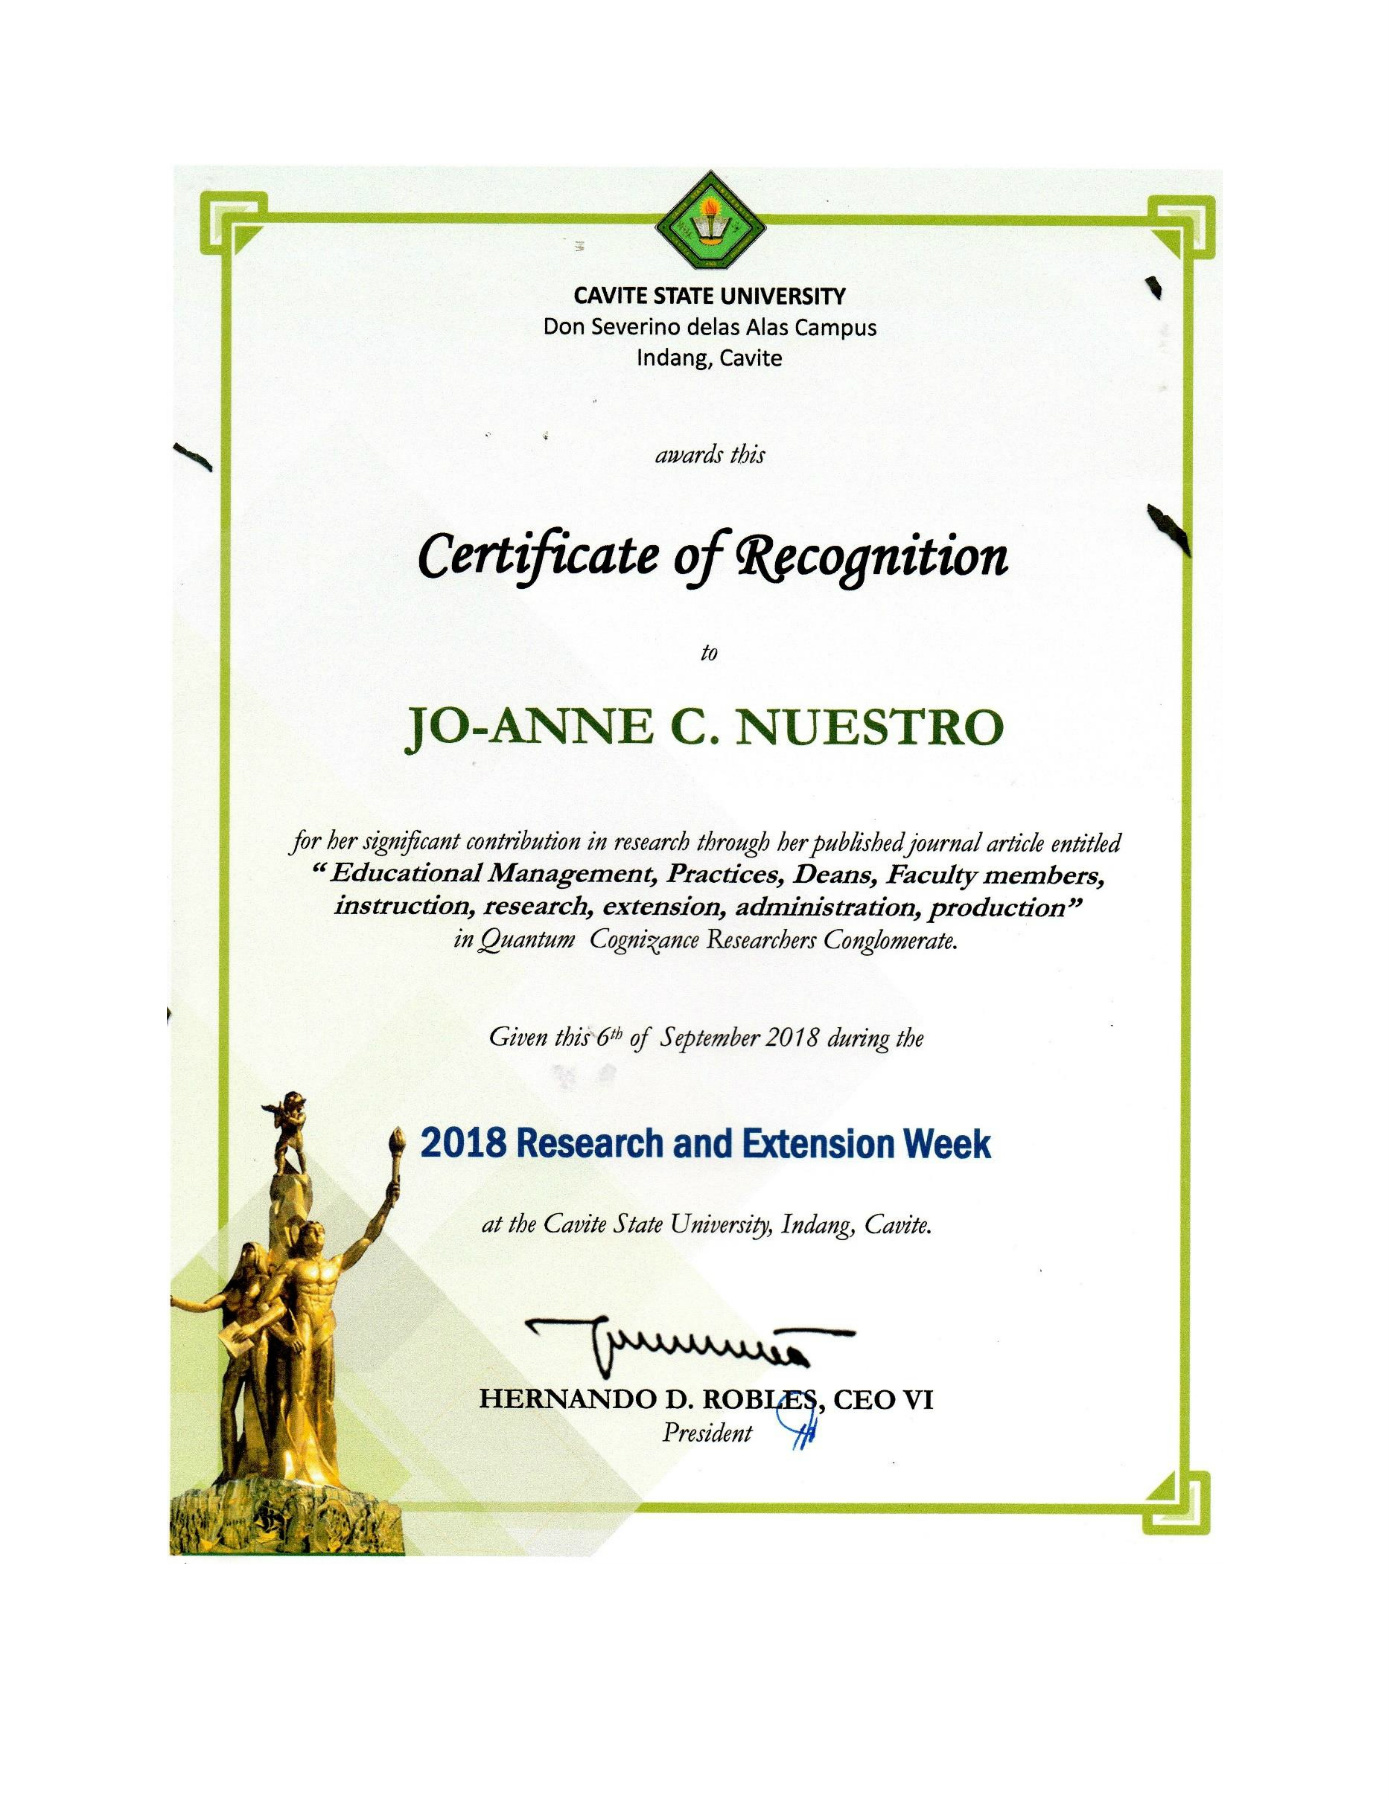 CAVITE STATE UNIVERSITY
Don Severino delas Alas Campus
Indang, Cavite
awards this
Certificate of Recognition
to
JO-ANNE C. NUESTRO
for her significant contribution in research through her published journal article entitled
“ Educational Management, Practices, Deans, Faculty members,
instruction, research, extension, administration, production”
in Quantum Cognizance Researchers Conglomerate.
Given this 6th of September 2018 during the
2018 Research and Extension Week
at the Cavite State University, Indang, Cavite.
HERNANDO D. ROBLES, CEO VI
President